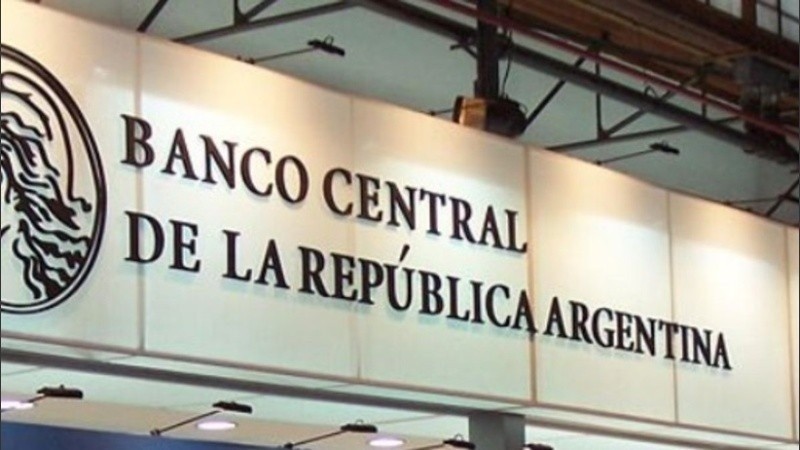 BANCO CENTRAL
DE LA REPÚBLICA ARGENTINA